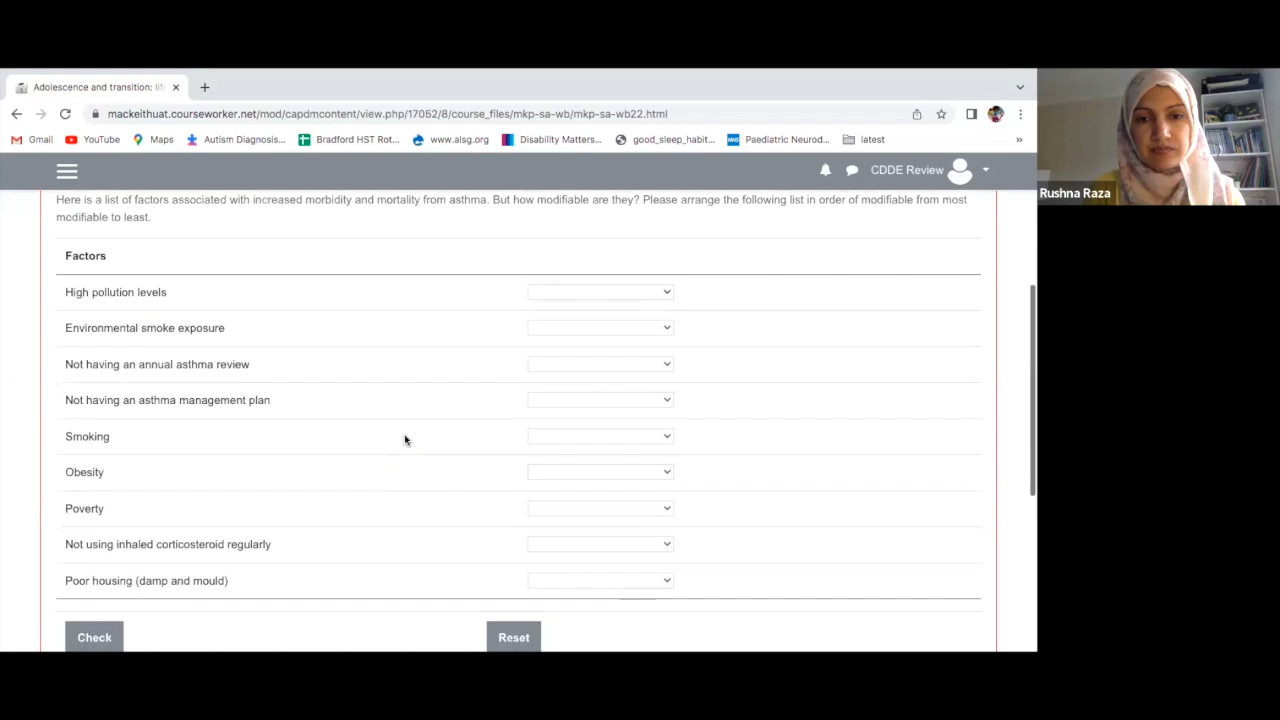 Adolescence and transition: life
mackeithuat.courseworker.net/mod/capdmcontent/view.php/17052/8/course_files/mkp-sa-wb/mkp-sa-wb22.html
Gmail YouTube Maps Autism Diagnosis... Bradford HST Rot... www.alsg.org Disability Matters... good_sleep_habit... NHS Paediatric Neurod... latest »
CDDE Review
Rushna Raza
Here is a list of factors associated with increased morbidity and mortality from asthma. But how modifiable are they? Please arrange the following list in order of modifiable from most
modifiable to least.
Factors
High pollution levels
Environmental smoke exposure
Not having an annual asthma review
Not having an asthma management plan
Smoking
Obesity
Poverty
Not using inhaled corticosteroid regularly
Poor housing (damp and mould)
Check Reset